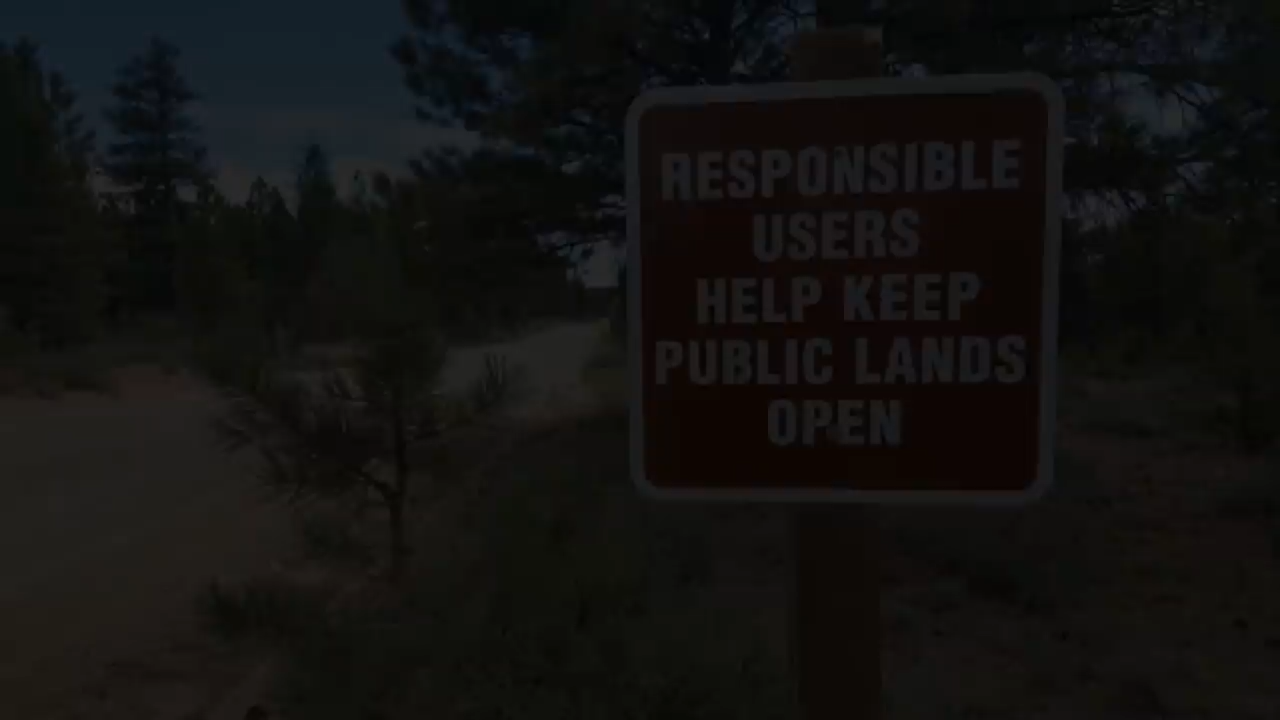 RESPONSIBLE
USERS
HELP KEEP
PUBLIC LANDS
OPEN